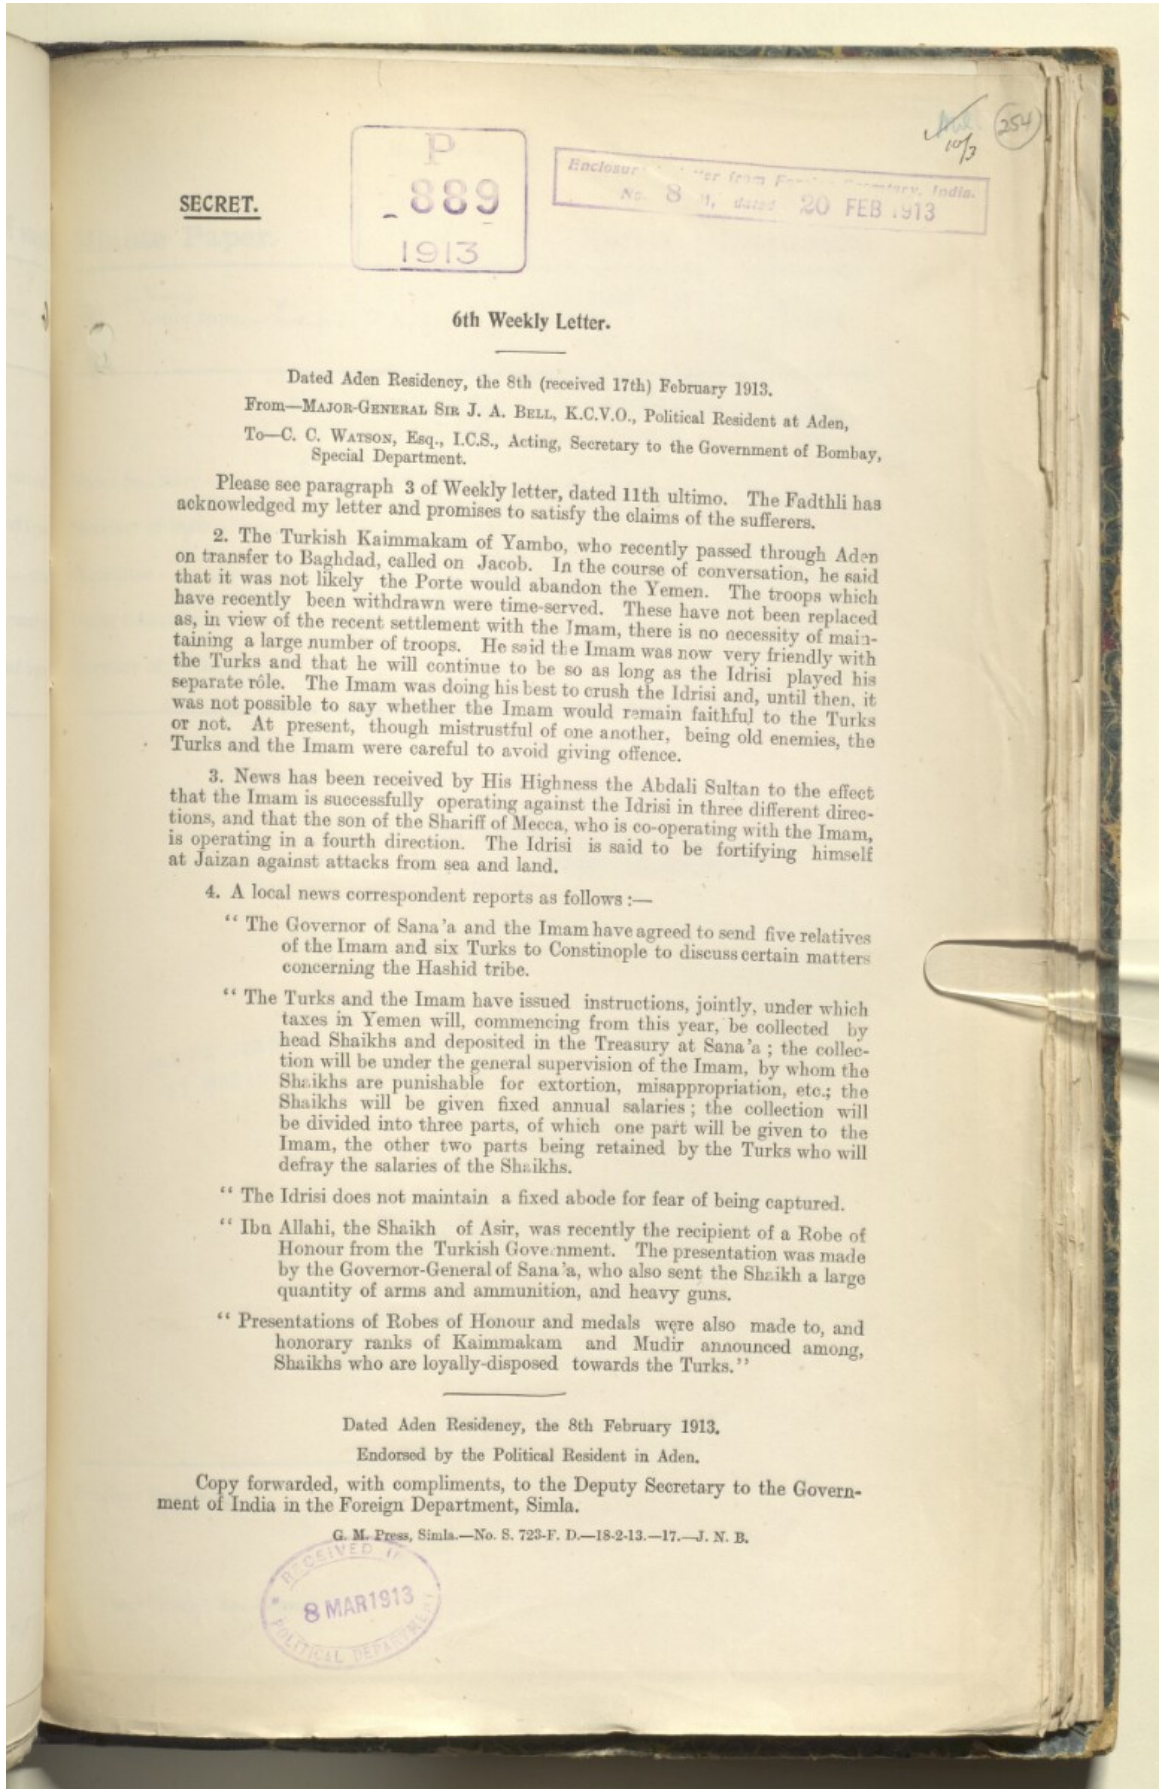 254
10/3
P
889
1913
Enclosur
No. 8 M, dated 20 FEB 1913
SECRET.
6th Weekly Letter.
Dated Aden Residency, the 8th (received 17th) February 1913.
From—MAJOR-GENERAL SIR J. A. BELL, K.C.V.O., Political Resident at Aden,
To—C. C. WATSON, Esq., I.C.S., Acting, Secretary to the Government of Bombay,
Special Department.
Please see paragraph 3 of Weekly letter, dated 11th ultimo. The Fadthli has
acknowledged my letter and promises to satisfy the claims of the sufferers.
2. The Turkish Kaimmakam of Yambo, who recently passed through Aden
on transfer to Baghdad, called on Jacob. In the course of conversation, he said
that it was not likely the Porte would abandon the Yemen. The troops which
have recently been withdrawn were time-served. These have not been replaced
as, in view of the recent settlement with the Imam, there is no necessity of main-
taining a large number of troops. He said the Imam was now very friendly with
the Turks and that he will continue to be so as long as the Idrisi played his
separate rôle. The Imam was doing his best to crush the Idrisi and, until then, it
was not possible to say whether the Imam would remain faithful to the Turks
or not. At present, though mistrustful of one another, being old enemies, the
Turks and the Imam were careful to avoid giving offence.
3. News has been received by His Highness the Abdali Sultan to the effect
that the Imam is successfully operating against the Idrisi in three different direc-
tions, and that the son of the Shariff of Mecca, who is co-operating with the Imam,
is operating in a fourth direction. The Idrisi is said to be fortifying himself
at Jaizan against attacks from sea and land.
4. A local news correspondent reports as follows :—
“ The Governor of Sana'a and the Imam have agreed to send five relatives
of the Imam and six Turks to Constinople to discuss certain matters
concerning the Hashid tribe.
“ The Turks and the Imam have issued instructions, jointly, under which
taxes in Yemen will, commencing from this year, be collected by
head Shaikhs and deposited in the Treasury at Sana'a ; the collec-
tion will be under the general supervision of the Imam, by whom the
Shaikhs are punishable for extortion, misappropriation, etc.; the
Shaikhs will be given fixed annual salaries ; the collection will
be divided into three parts, of which one part will be given to the
Imam, the other two parts being retained by the Turks who will
defray the salaries of the Shaikhs.
“ The Idrisi does not maintain a fixed abode for fear of being captured.
“ Ibn Allahi, the Shaikh of Asir, was recently the recipient of a Robe of
Honour from the Turkish Government. The presentation was made
by the Governor-General of Sana'a, who also sent the Shaikh a large
quantity of arms and ammunition, and heavy guns.
“ Presentations of Robes of Honour and medals were also made to, and
honorary ranks of Kaimmakam and Mudir announced among,
Shaikhs who are loyally-disposed towards the Turks.”
Dated Aden Residency, the 8th February 1913.
Endorsed by the Political Resident in Aden.
Copy forwarded, with compliments, to the Deputy Secretary to the Govern-
ment of India in the Foreign Department, Simla.
G. M. Press, Simla.—No. S. 723-F. D.—18-2-13.—17.—J. N. B.
RECEIVED
8 MAR 1913
POLITICAL DEPARTMENT